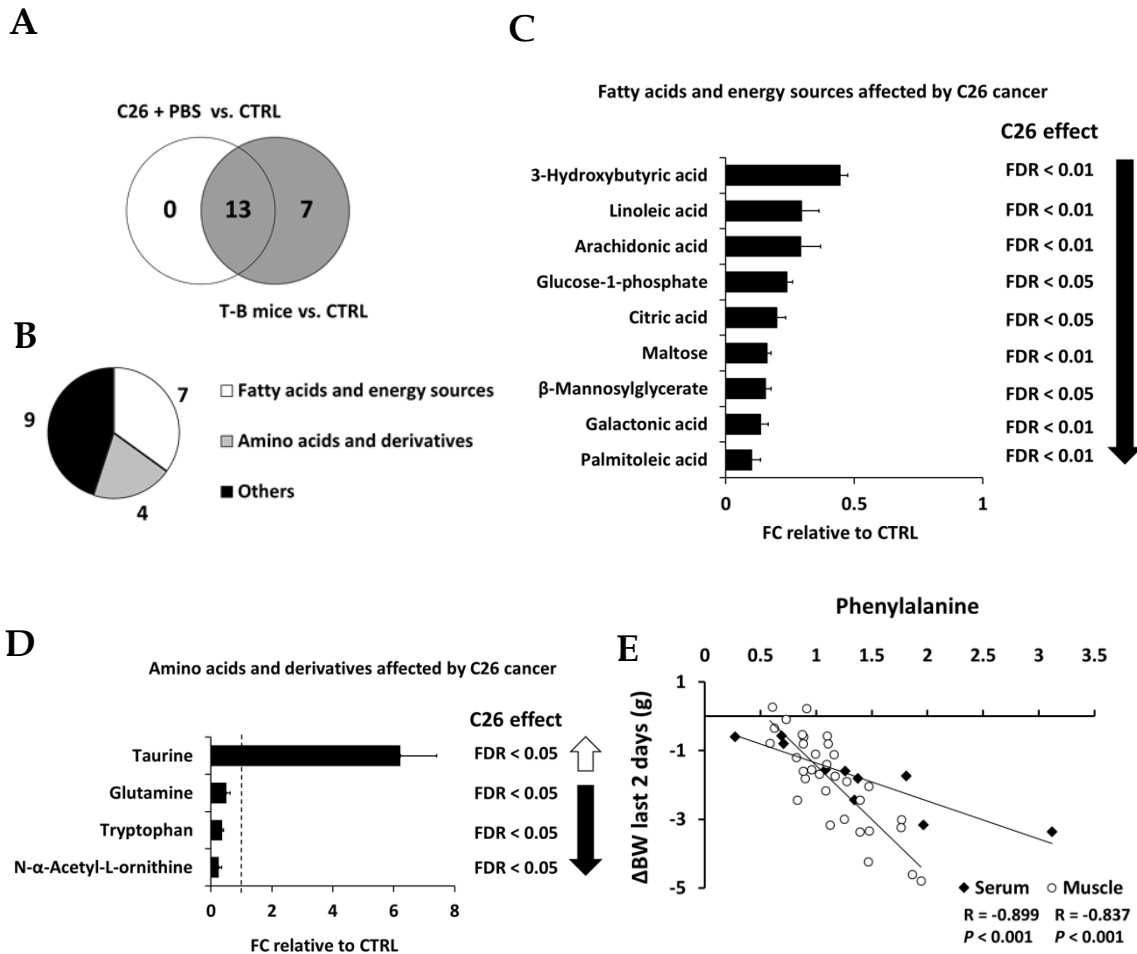 A
C26 + PBS vs. CTRL
0
13
7
T-B mice vs. CTRL
B
9
7
4
Fatty acids and energy sources
Amino acids and derivatives
Others
C
Fatty acids and energy sources affected by C26 cancer
C26 effect
3-Hydroxybutyric acid FDR < 0.01
Linoleic acid FDR < 0.01
Arachidonic acid FDR < 0.01
Glucose-1-phosphate FDR < 0.05
Citric acid FDR < 0.05
Maltose FDR < 0.01
β-Mannosylglycerate FDR < 0.05
Galactonic acid FDR < 0.01
Palmitoleic acid FDR < 0.01
0 0.5 1
FC relative to CTRL
D
Amino acids and derivatives affected by C26 cancer
C26 effect
Taurine FDR < 0.05
Glutamine FDR < 0.05
Tryptophan FDR < 0.05
N-α-Acetyl-L-ornithine FDR < 0.05
0 2 4 6 8
FC relative to CTRL
E
Phenylalanine
0 0.5 1 1.5 2 2.5 3 3.5
1
-1
-3
-5
ΔBW last 2 days (g)
Serum Muscle
R = -0.899 R = -0.837
P < 0.001 P < 0.001